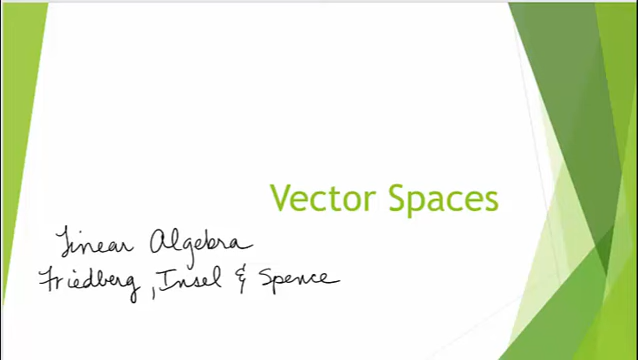 Vector Spaces
Linear Algebra
Friedberg, Insel & Spence